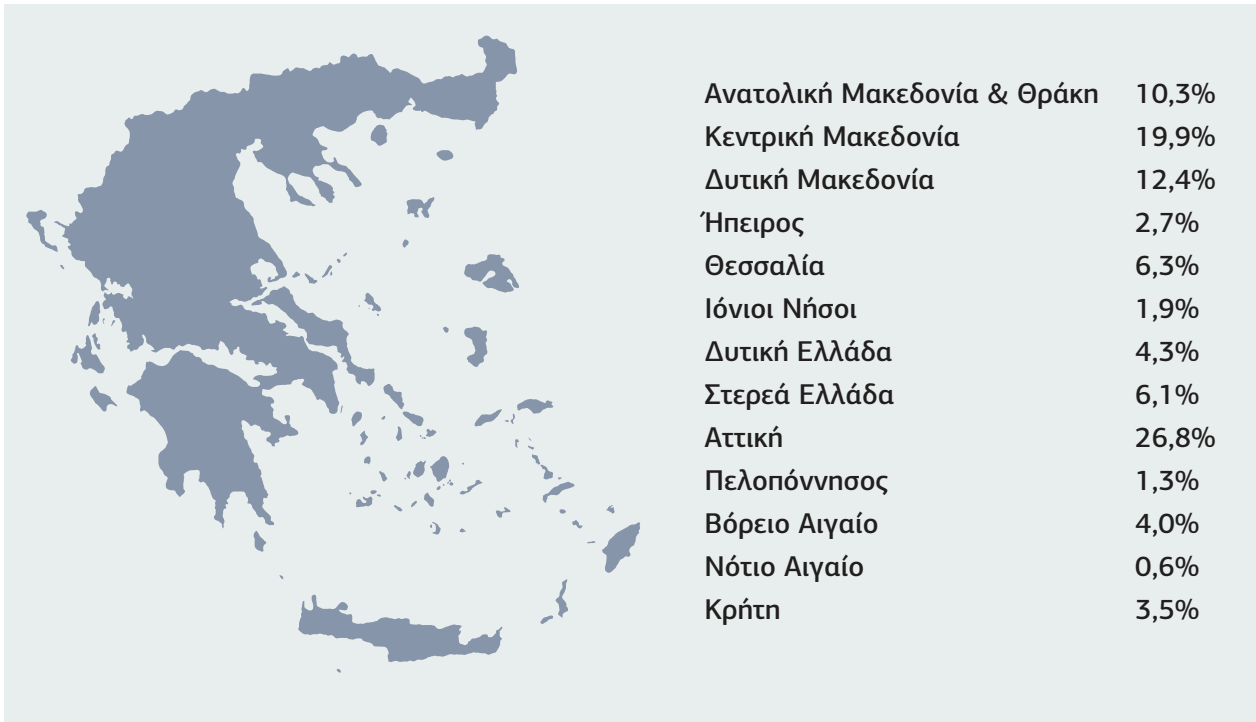 Ανατολική Μακεδονία & Θράκη 10,3%
Κεντρική Μακεδονία 19,9%
Δυτική Μακεδονία 12,4%
Ήπειρος 2,7%
Θεσσαλία 6,3%
Ιόνιοι Νήσοι 1,9%
Δυτική Ελλάδα 4,3%
Στερεά Ελλάδα 6,1%
Αττική 26,8%
Πελοπόννησος 1,3%
Βόρειο Αιγαίο 4,0%
Νότιο Αιγαίο 0,6%
Κρήτη 3,5%